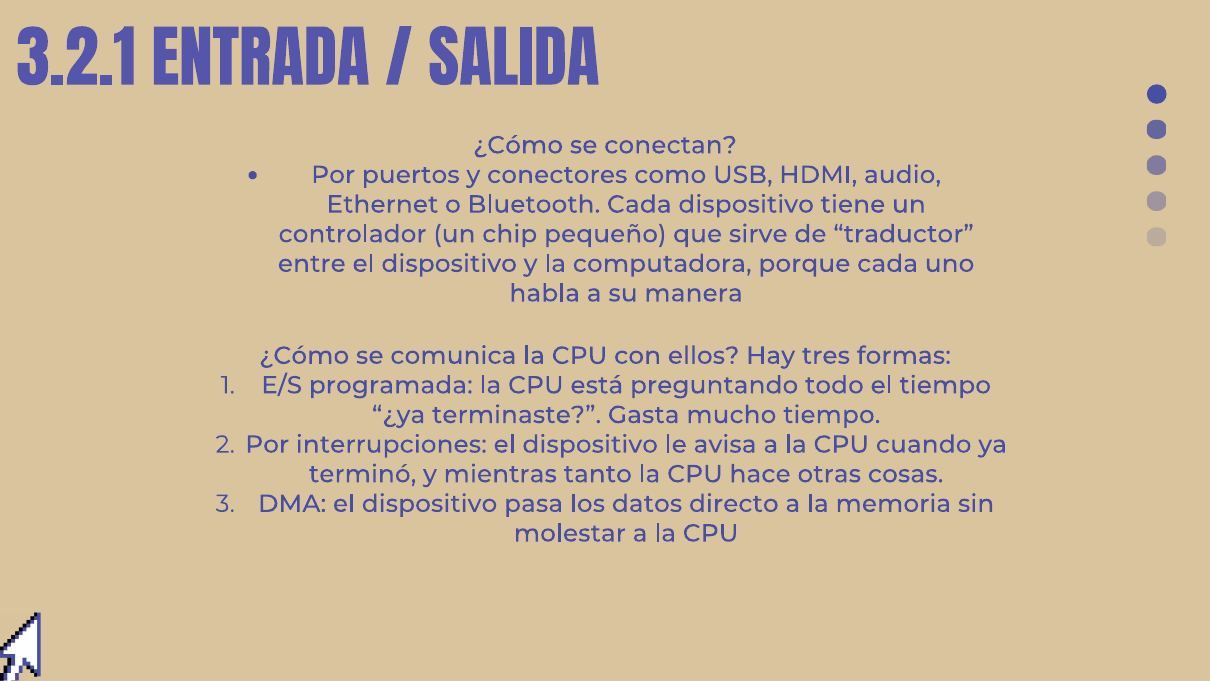 3.2.1 ENTRADA / SALIDA
¿Cómo se conectan?
• Por puertos y conectores como USB, HDMI, audio,
Ethernet o Bluetooth. Cada dispositivo tiene un
controlador (un chip pequeño) que sirve de “traductor”
entre el dispositivo y la computadora, porque cada uno
habla a su manera
¿Cómo se comunica la CPU con ellos? Hay tres formas:
1. E/S programada: la CPU está preguntando todo el tiempo
“¿ya terminaste?”. Gasta mucho tiempo.
2. Por interrupciones: el dispositivo le avisa a la CPU cuando ya
terminó, y mientras tanto la CPU hace otras cosas.
3. DMA: el dispositivo pasa los datos directo a la memoria sin
molestar a la CPU